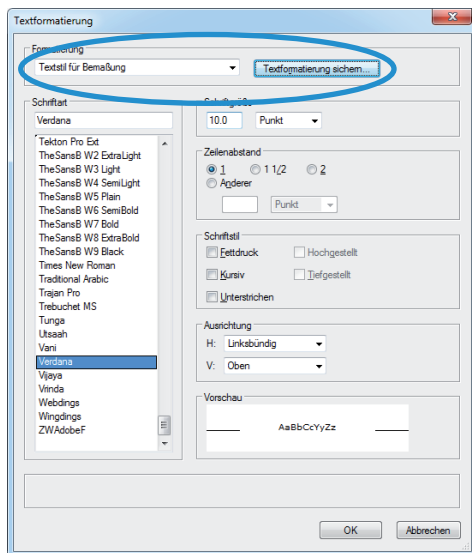 Textformatierung
Formatierung
Textstil für Bemaßung
Textformatierung sichern...
Schriftart
Verdana
Tekton Pro Ext
TheSansB W2 ExtraLight
TheSansB W3 Light
TheSansB W4 SemiLight
TheSansB W5 Plain
TheSansB W6 SemiBold
TheSansB W7 Bold
TheSansB W8 ExtraBold
TheSansB W9 Black
Times New Roman
Traditional Arabic
Trajan Pro
Trebuchet MS
Tunga
Utsaah
Vani
Verdana
Vijaya
Vrinda
Webdings
Wingdings
ZWAdobeF
Schriftgröße
10.0 Punkt
Zeilenabstand
1 1 1/2 2
Anderer
Punkt
Schriftstil
Fettdruck Hochgestellt
Kursiv Tiefgestellt
Unterstrichen
Ausrichtung
H: Linksbündig
V: Oben
Vorschau
AaBbCcYyZz
OK Abbrechen